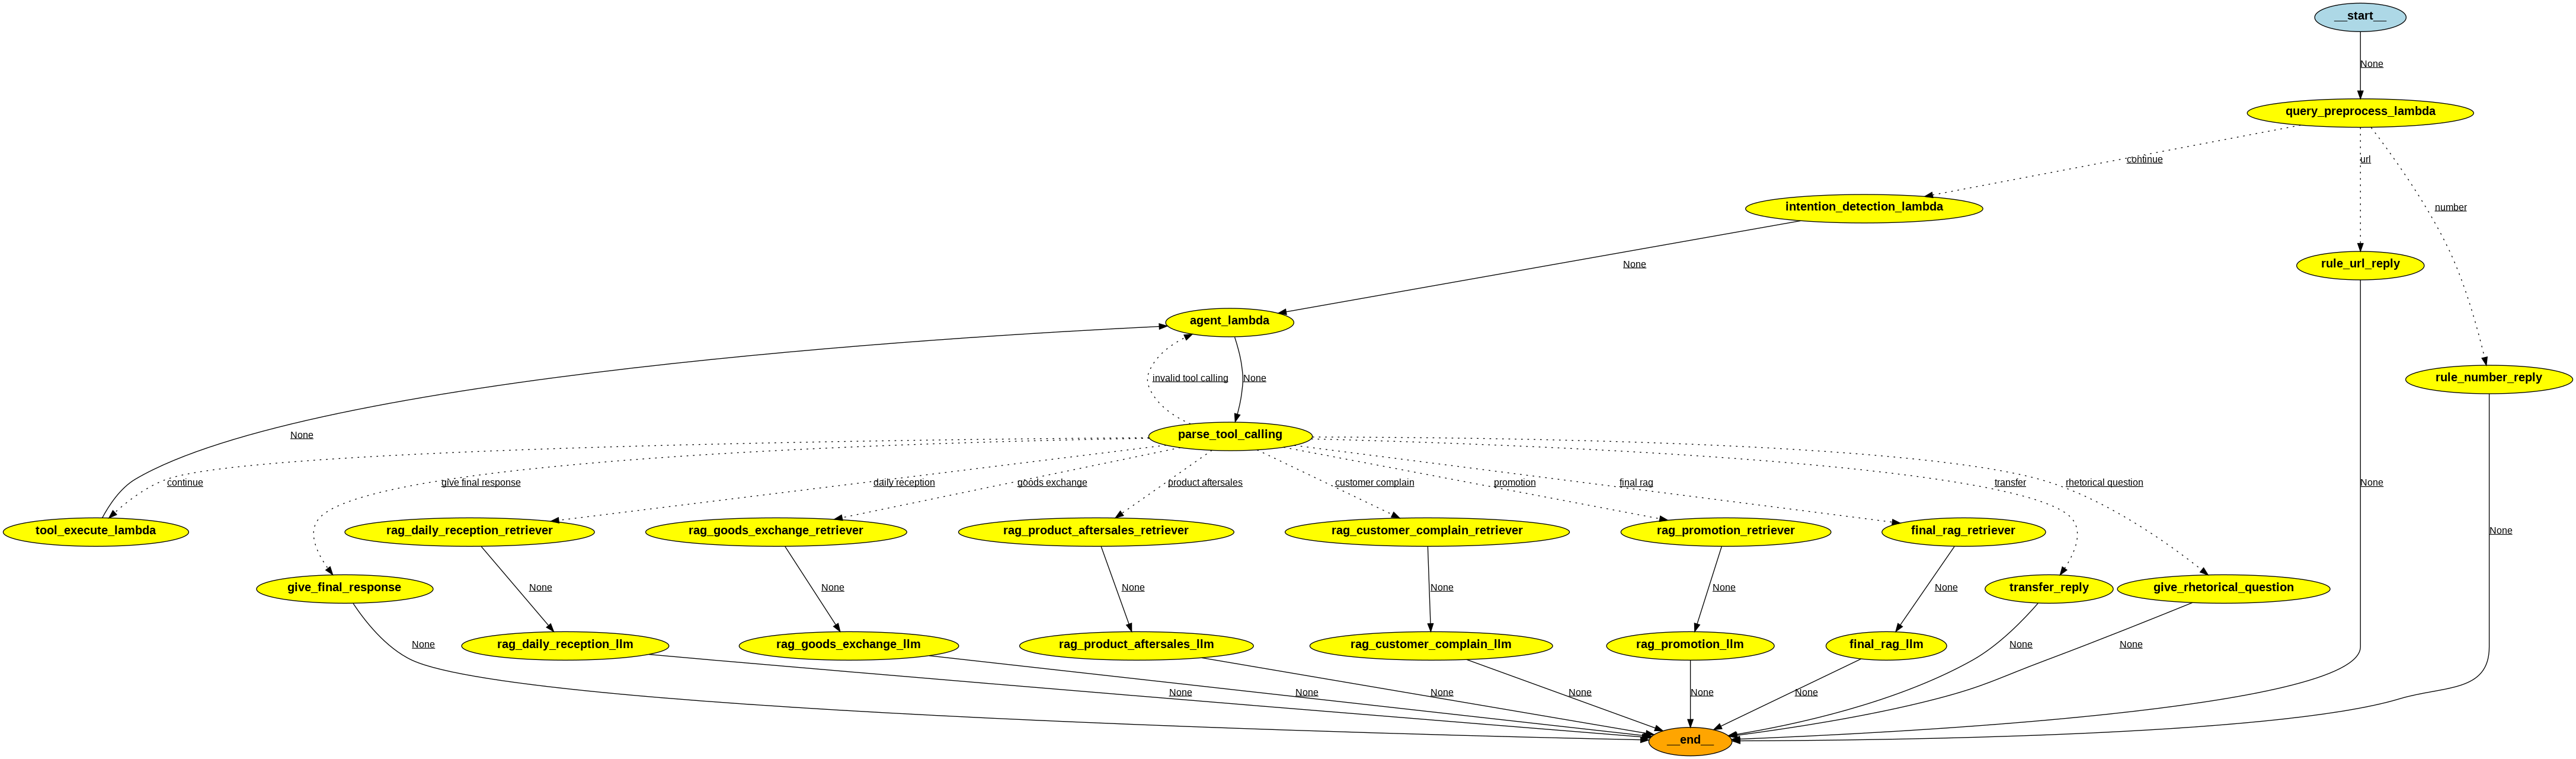 __start__
None
query_preprocess_lambda
continue
url
number
intention_detection_lambda
None
rule_url_reply
agent_lambda
rule_number_reply
invalid tool calling
None
None
parse_tool_calling
continue
give final response
daily reception
goods exchange
product aftersales
customer complain
promotion
final rag
transfer
rhetorical question
None
tool_execute_lambda
rag_daily_reception_retriever
rag_goods_exchange_retriever
rag_product_aftersales_retriever
rag_customer_complain_retriever
rag_promotion_retriever
final_rag_retriever
None
give_final_response
None
None
None
None
None
None
transfer_reply
give_rhetorical_question
None
rag_daily_reception_llm
rag_goods_exchange_llm
rag_product_aftersales_llm
rag_customer_complain_llm
rag_promotion_llm
final_rag_llm
None
None
None
None
None
None
None
None
__end__